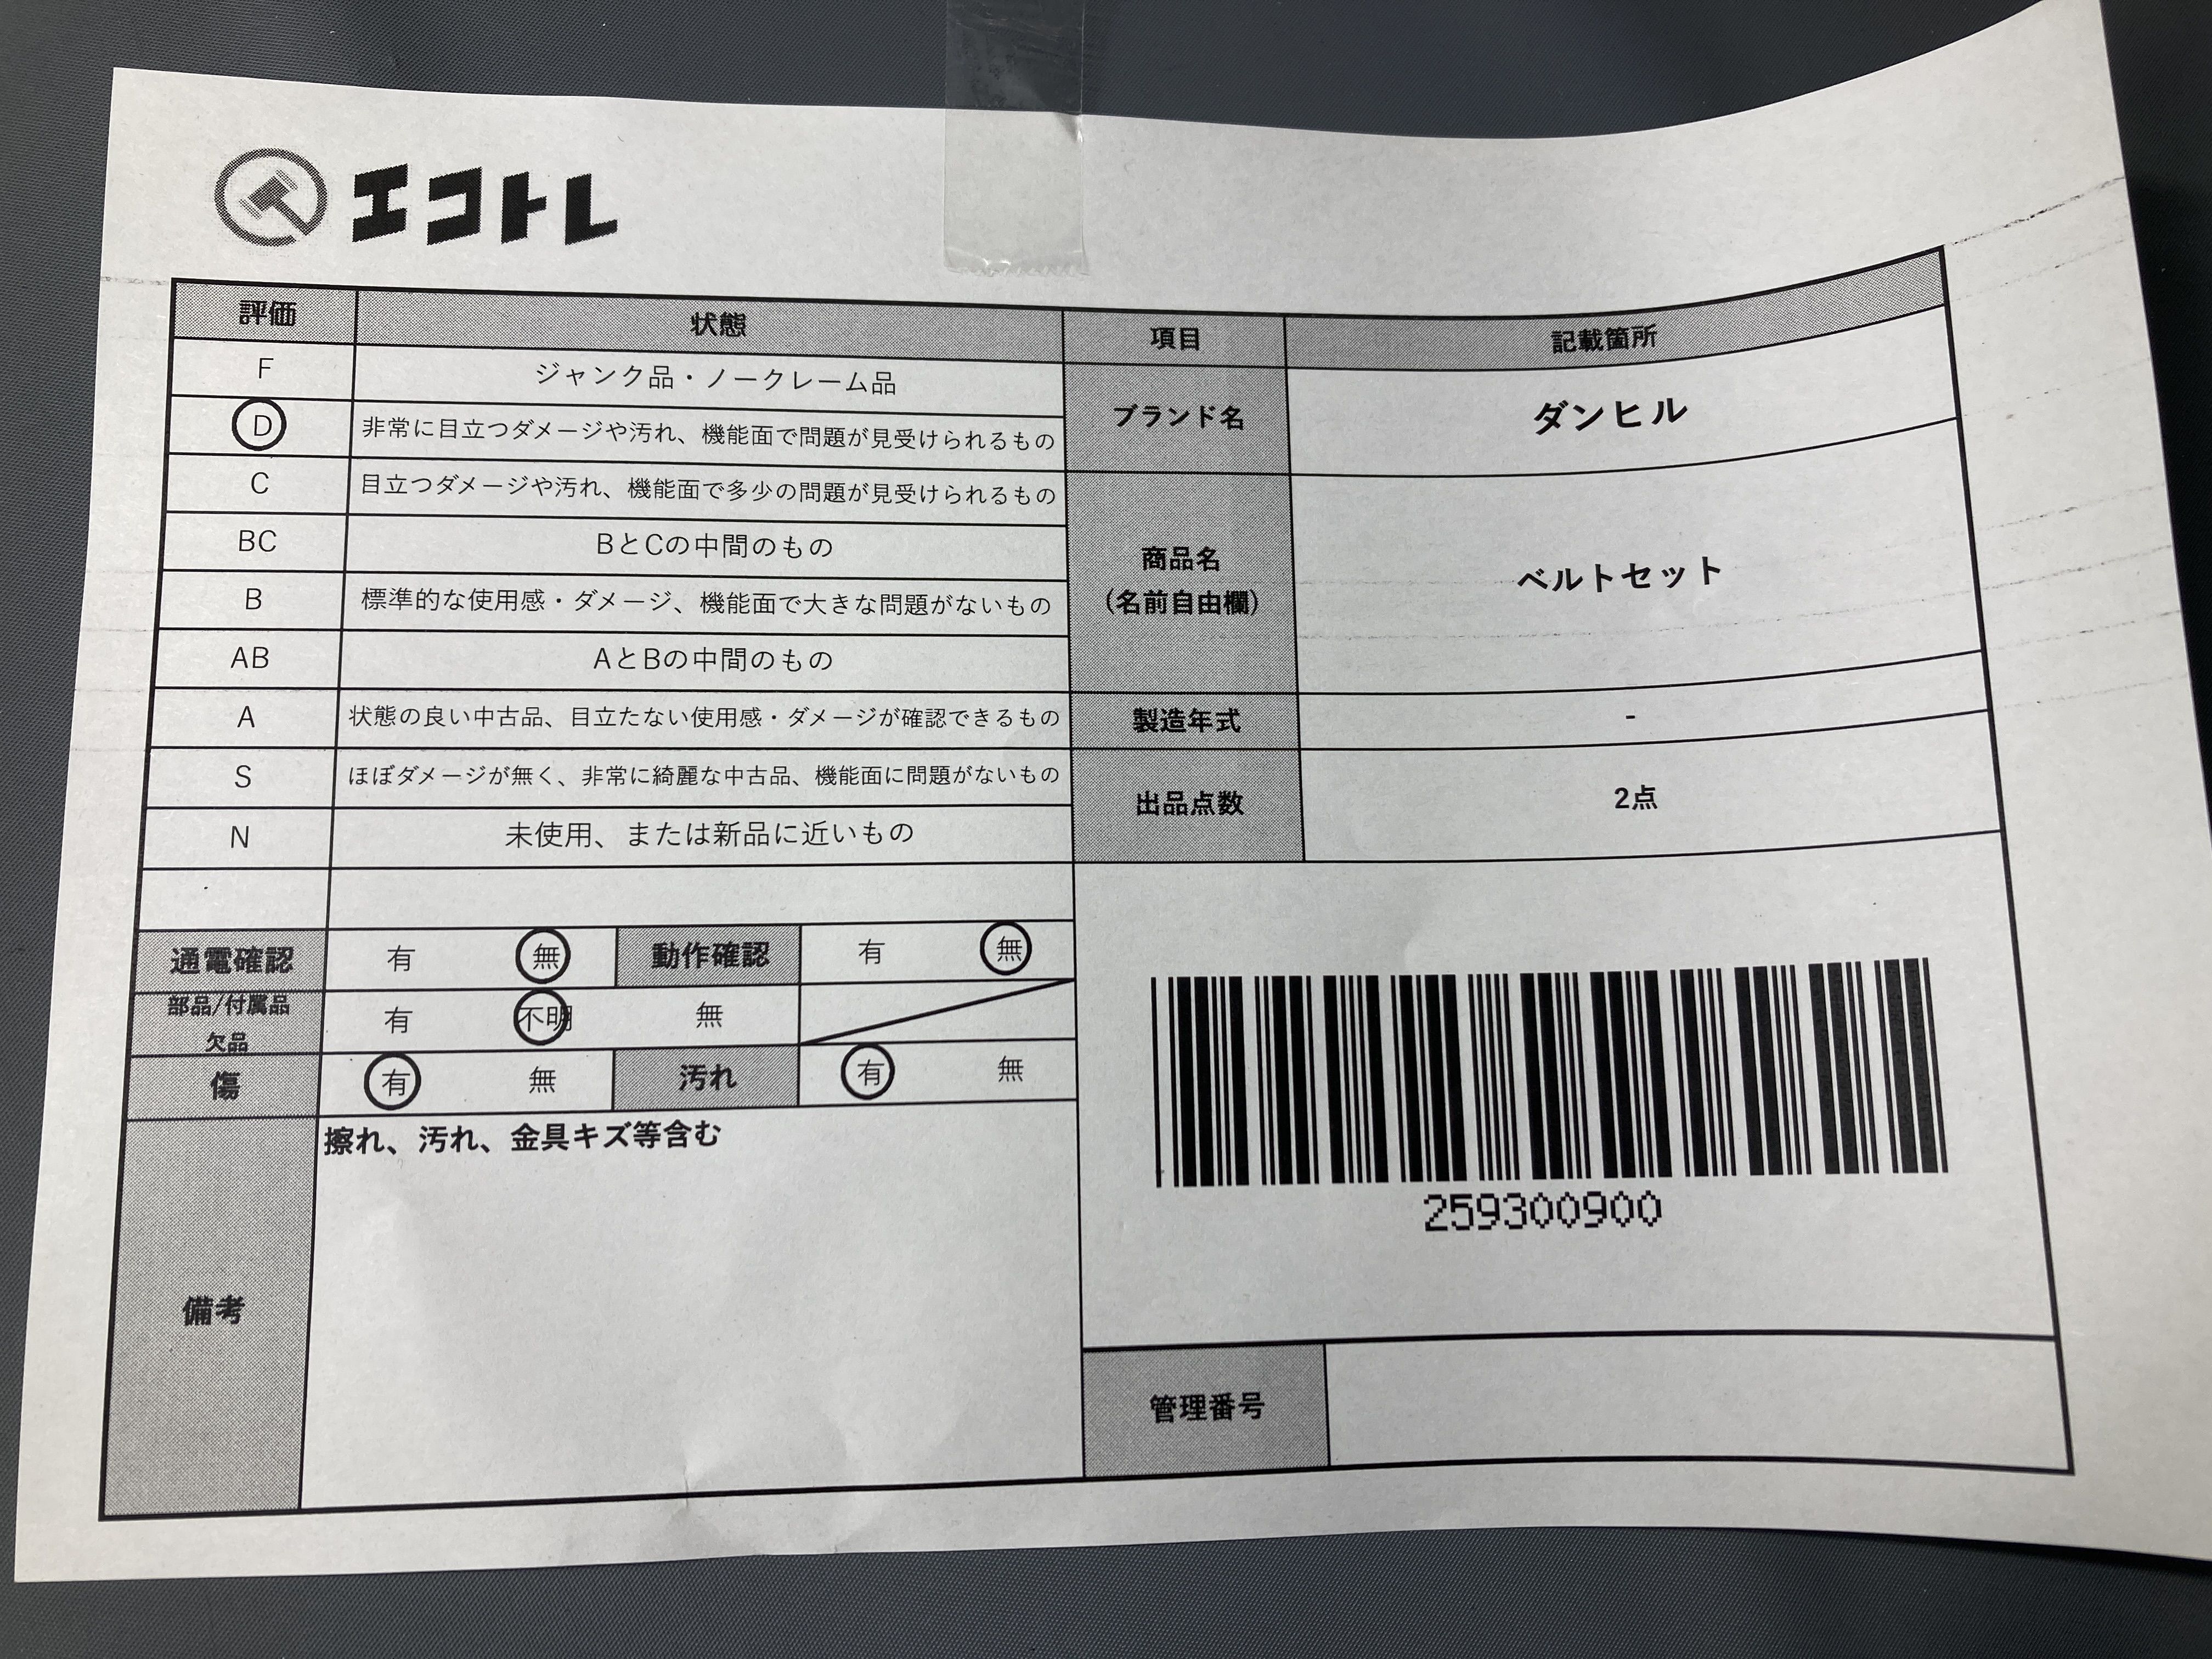 エコトレ
評価 状態 項目 記載箇所
F ジャンク品・ノークレーム品
D 非常に目立つダメージや汚れ、機能面で問題が見受けられるもの
ブランド名 ダンヒル
C 目立つダメージや汚れ、機能面で多少の問題が見受けられるもの
BC BとCの中間のもの
B 標準的な使用感・ダメージ、機能面で大きな問題がないもの
商品名
(名前自由欄)
ベルトセット
AB AとBの中間のもの
A 状態の良い中古品、目立たない使用感・ダメージが確認できるもの
製造年式 -
S ほぼダメージが無く、非常に綺麗な中古品、機能面に問題がないもの
出品点数 2点
N 未使用、または新品に近いもの
通電確認 有 無 動作確認 有 無
部品/付属品
欠品
有 不明 無
傷 有 無 汚れ 有 無
備考
擦れ、汚れ、金具キズ等含む
259300900
管理番号